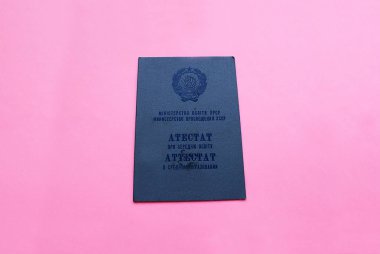 МІНІСТЕРСТВО ОСВІТИ УРСР
МИНИСТЕРСТВО ПРОСВЕЩЕНИЯ УССР
АТЕСТАТ
ПРО СЕРЕДНЮ ОСВІТУ
АТТЕСТАТ
О СРЕДНЕМ ОБРАЗОВАНИИ